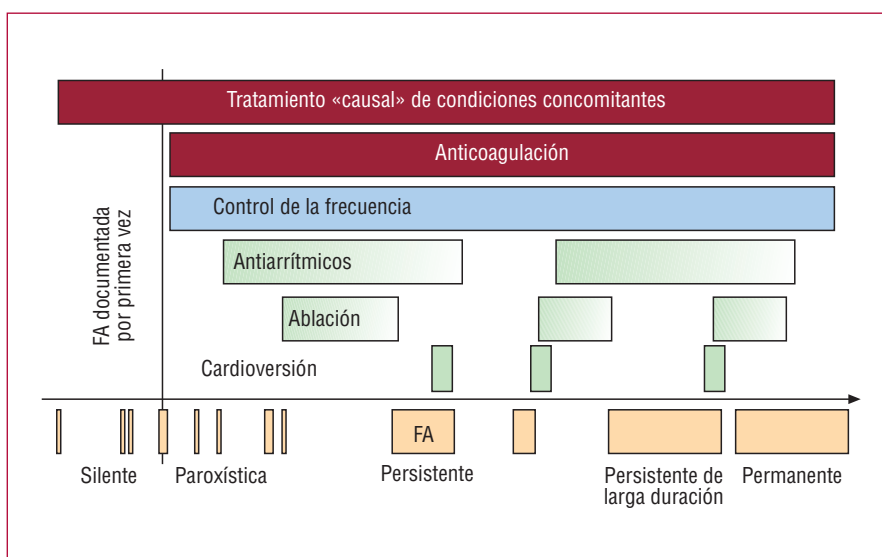 Tratamiento «causal» de condiciones concomitantes
Anticoagulación
Control de la frecuencia
FA documentada
por primera vez
Antiarrítmicos
Ablación
Cardioversión
FA
Silente
Paroxística
Persistente
Persistente de
larga duración
Permanente